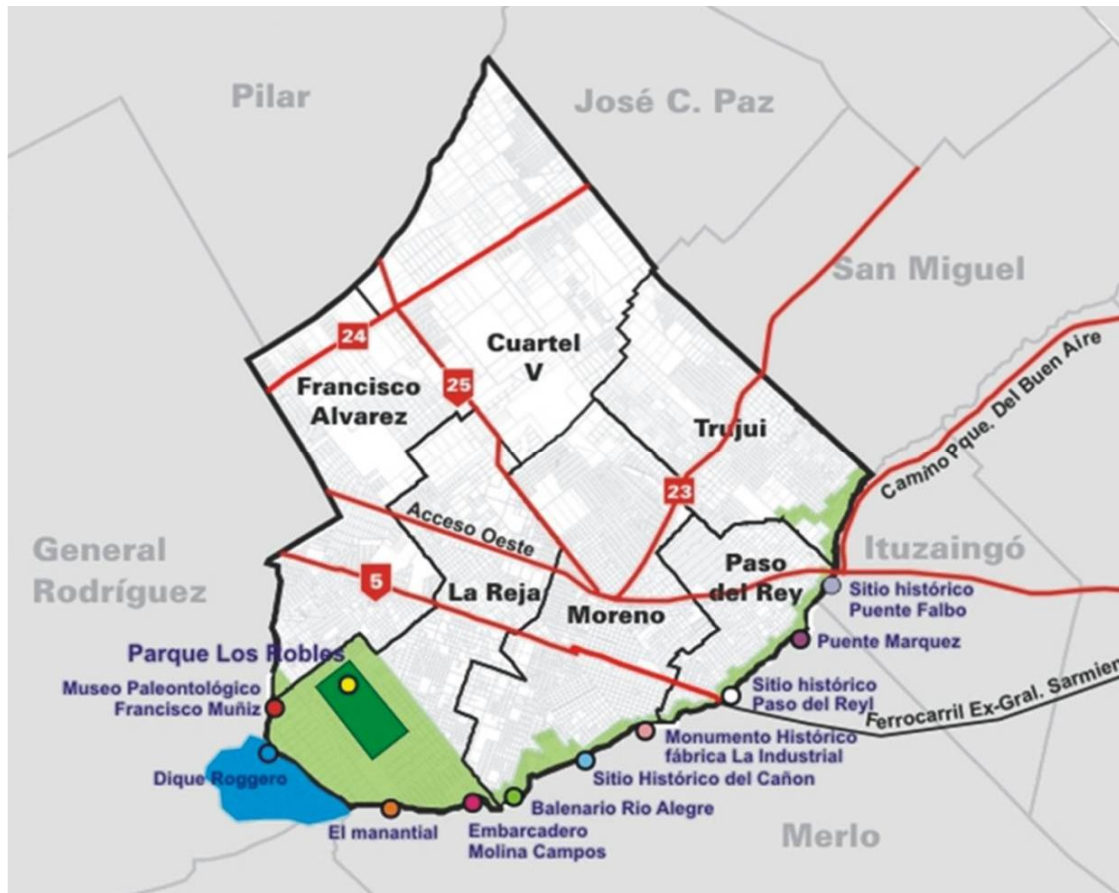 Pilar
José C. Paz
San Miguel
24
Cuartel
V
25
Francisco
Alvarez
Trujui
Camino Pque. Del Buen Aire
23
Acceso Oeste
General
Rodríguez
Ituzaingó
Paso
del Rey
5
La Reja
Moreno
Sitio histórico
Puente Falbo
Puente Marquez
Parque Los Robles
Museo Paleontológico
Francisco Muñiz
Sitio histórico
Paso del Reyl
Ferrocarril Ex-Gral. Sarmien
Monumento Histórico
fábrica La Industrial
Dique Roggero
Sitio Histórico del Cañon
Balenario Rio Alegre
El manantial
Embarcadero
Molina Campos
Merlo